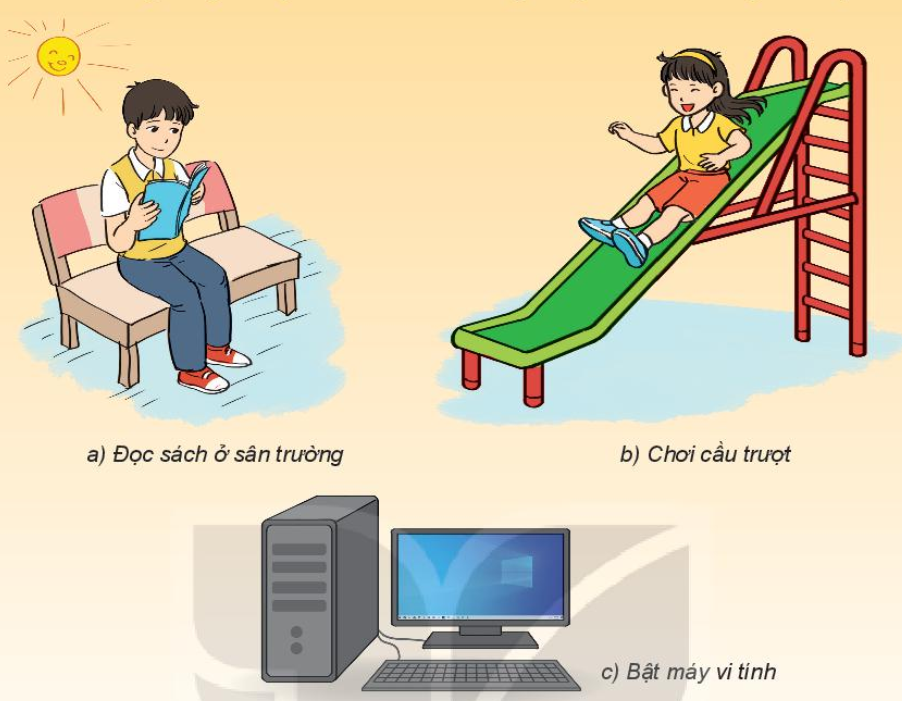 a) Đọc sách ở sân trường
b) Chơi cầu trượt
c) Bật máy vi tính